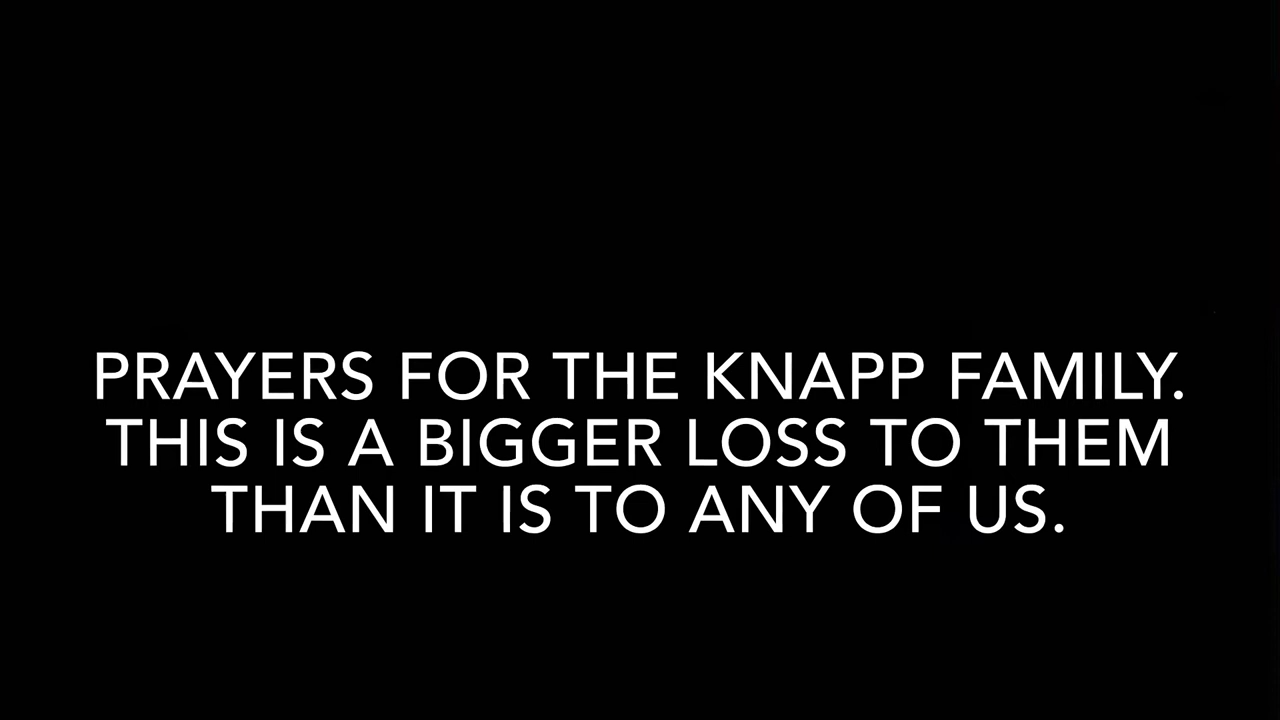 PRAYERS FOR THE KNAPP FAMILY.
THIS IS A BIGGER LOSS TO THEM
THAN IT IS TO ANY OF US.